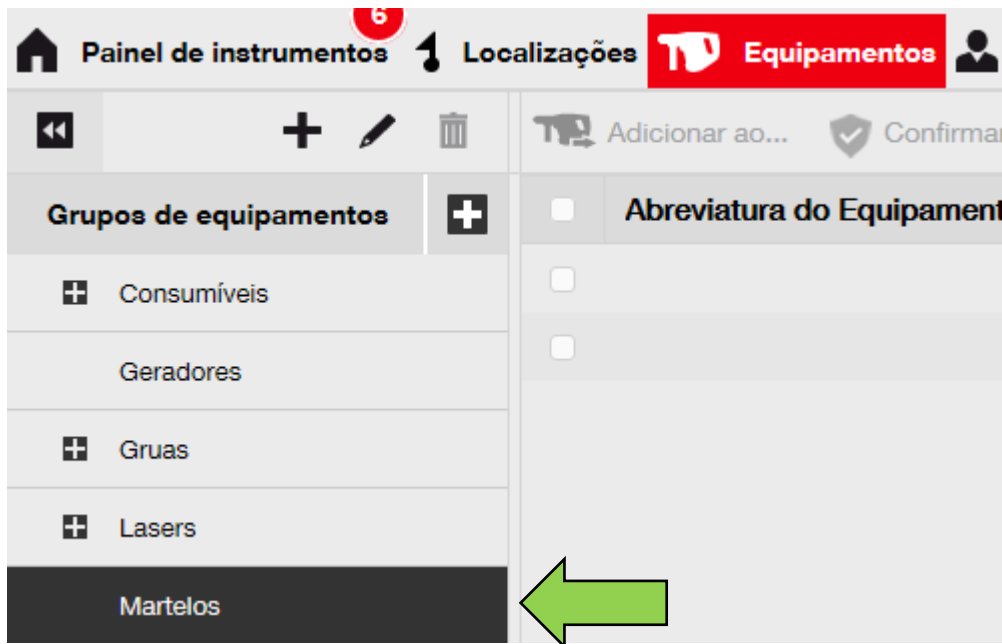 6
Painel de instrumentos Localizações Equipamentos
Adicionar ao... Confirmar
Grupos de equipamentos Abreviatura do Equipament
Consumíveis
Geradores
Gruas
Lasers
Martelos